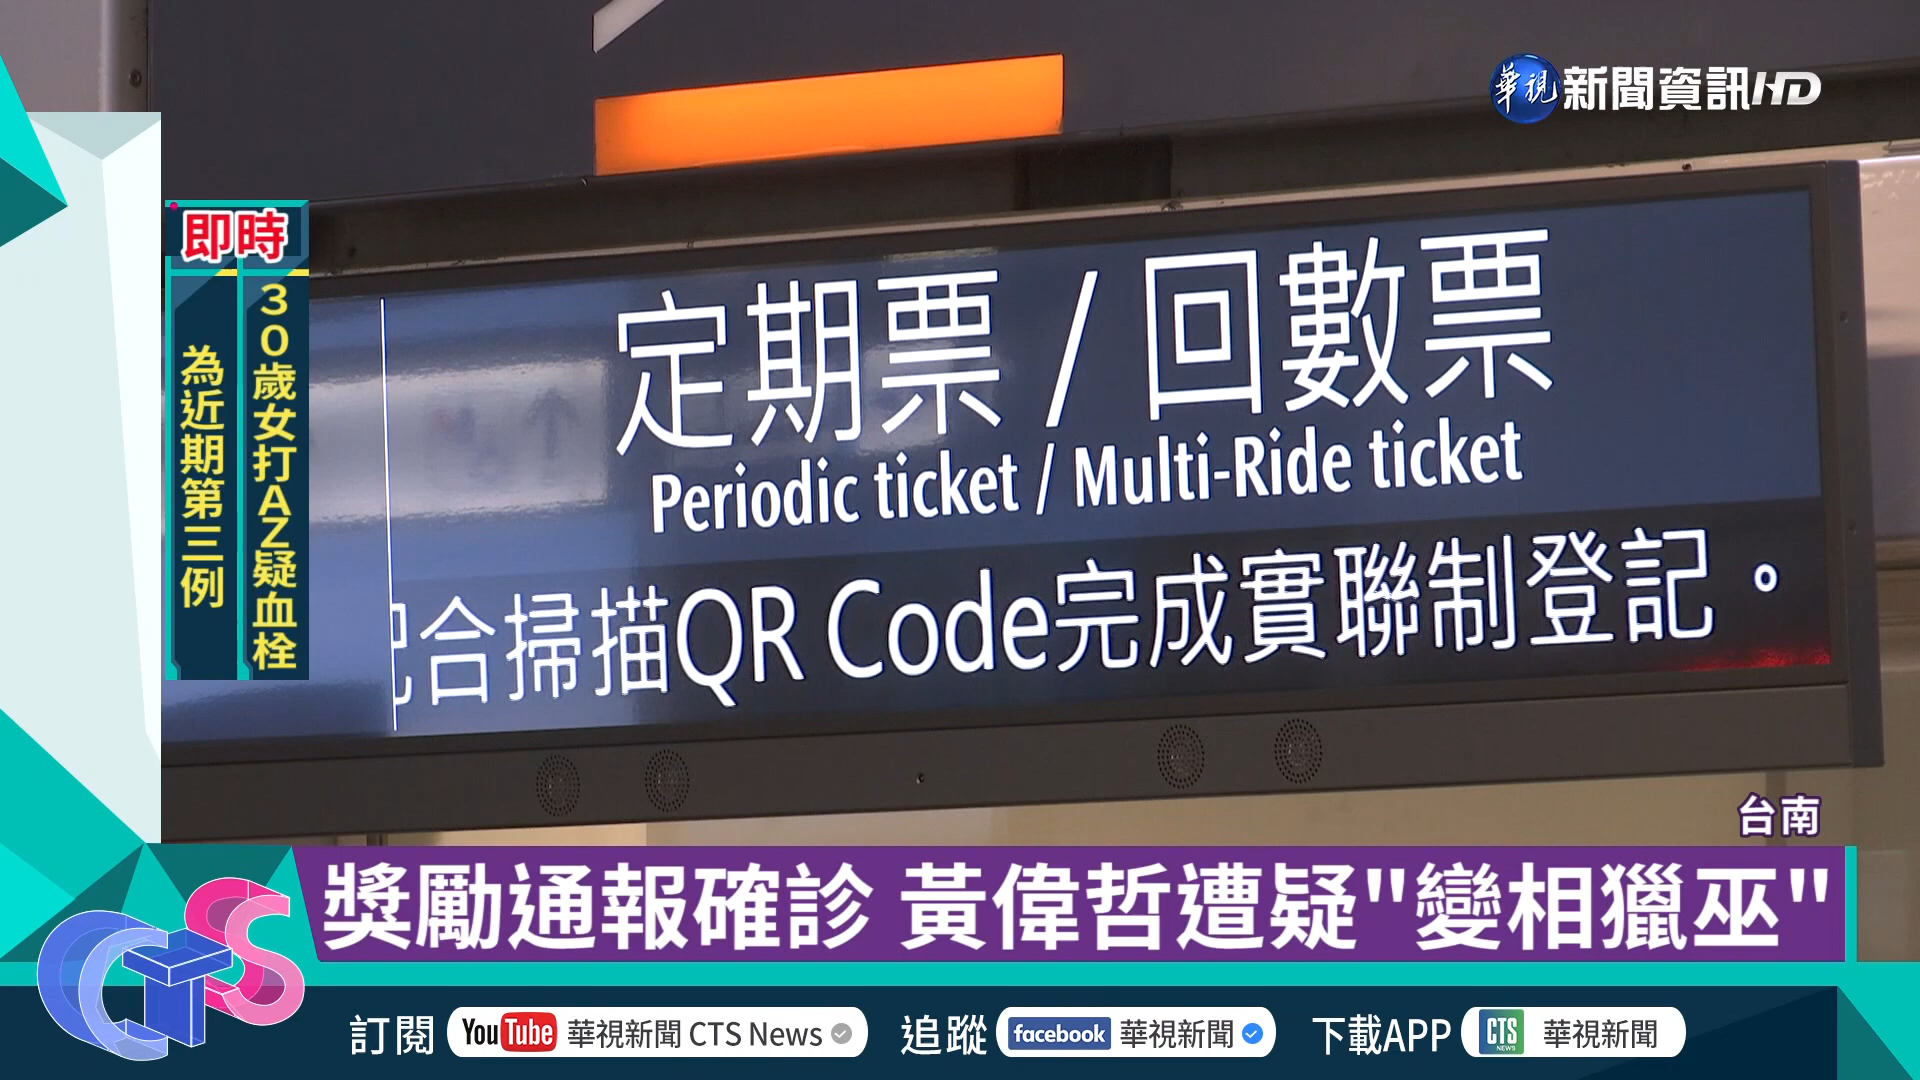 華視 新聞資訊HD
即時
30歲女打AZ疑血栓
為近期第三例
定期票 / 回數票
Periodic ticket / Multi-Ride ticket
配合掃描QR Code完成實聯制登記。
台南
獎勵通報確診 黃偉哲遭疑"變相獵巫"
CTS
訂閱 YouTube 華視新聞 CTS News 追蹤 facebook 華視新聞 下載APP CTS NEWS 華視新聞